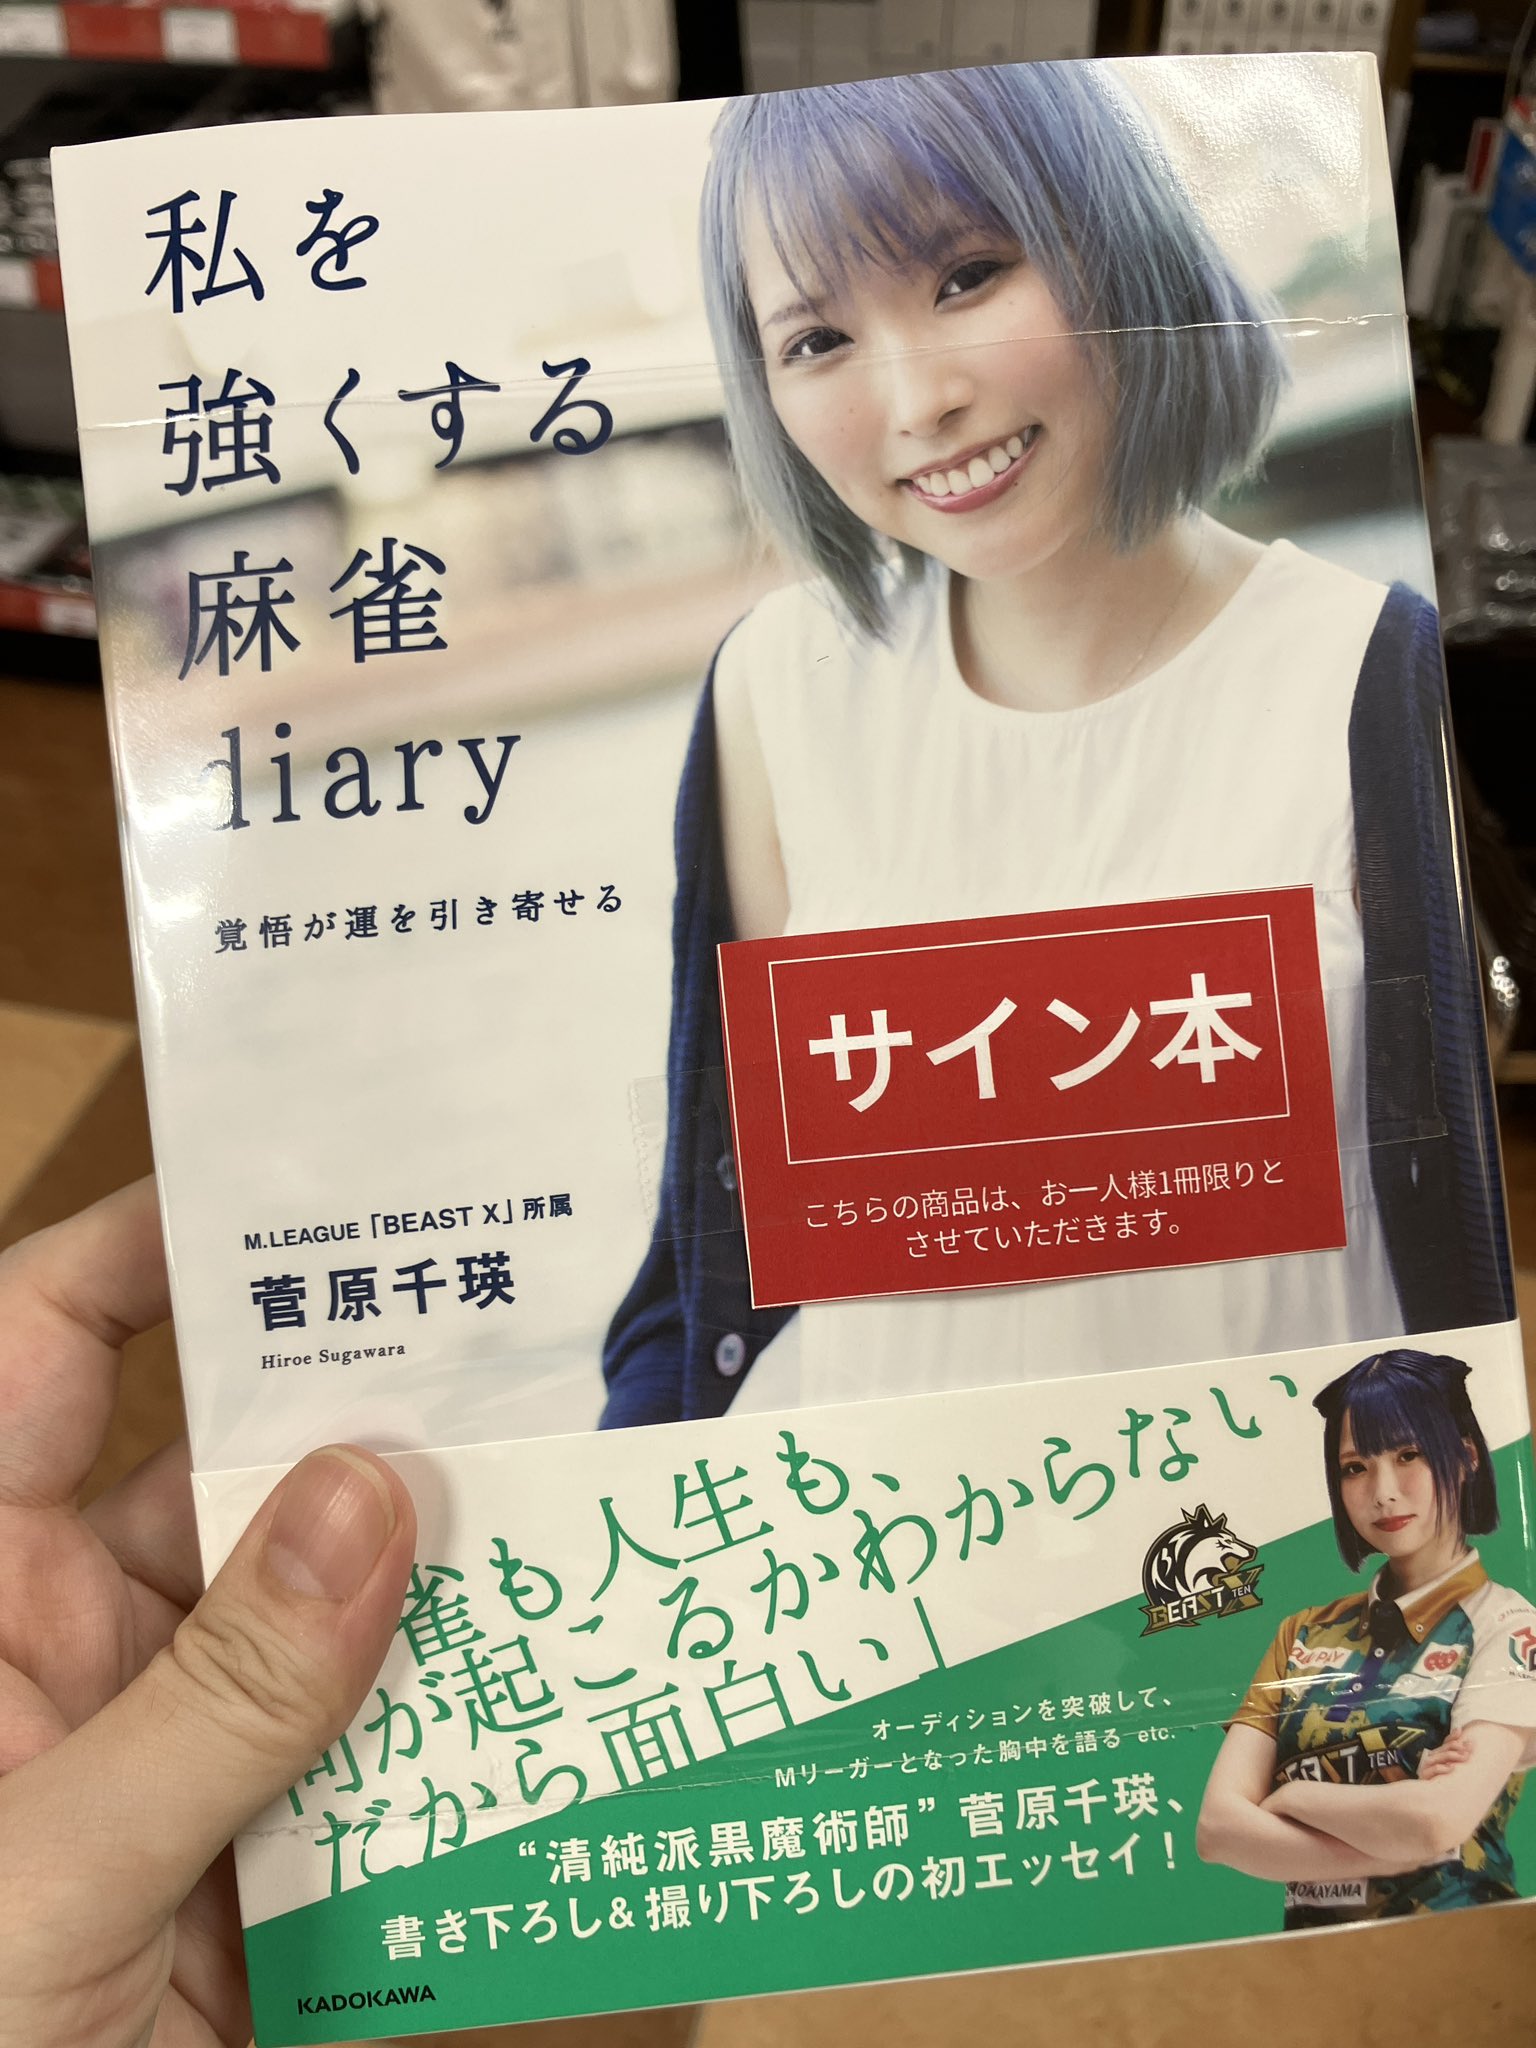 私を
強くする
麻雀
diary
覚悟が運を引き寄せる
サイン本
こちらの商品は、お一人様1冊限りと
させていただきます。
M.LEAGUE「BEAST X」所属
菅原千瑛
Hiroe Sugawara
雀も人生も、
何が起こるかわからない
だから面白い」
BEAST X
TEN
オーディションを突破して、
Mリーガーとなった胸中を語る etc.
“清純派黒魔術師” 菅原千瑛、
書き下ろし&撮り下ろしの初エッセイ!
KADOKAWA